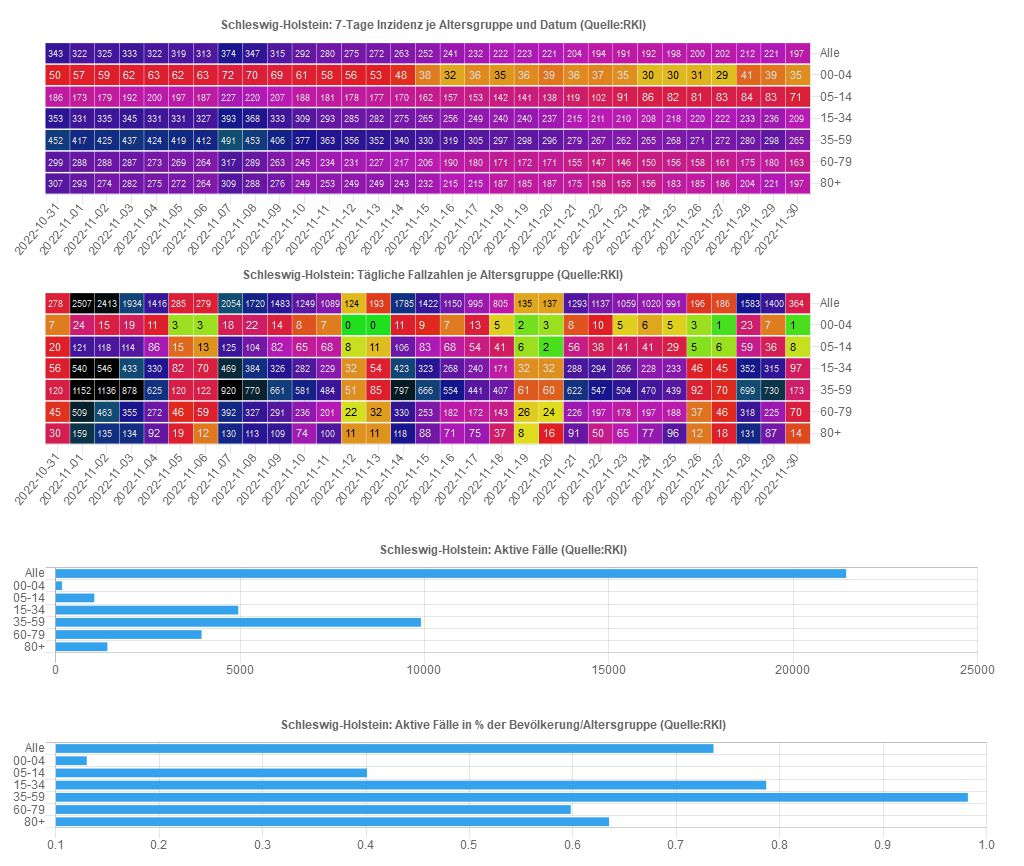 Schleswig-Holstein: 7-Tage Inzidenz je Altersgruppe und Datum (Quelle:RKI)
343 322 325 333 322 319 313 374 347 315 292 280 275 272 263 252 241 232 222 223 221 204 194 191 192 198 200 202 212 221 197 Alle
50 57 59 62 63 62 63 72 70 69 61 58 56 53 48 38 32 36 35 36 39 36 37 35 30 30 31 29 41 39 35 00-04
186 173 179 192 200 197 187 227 220 207 188 181 178 177 170 162 157 153 142 141 138 119 102 91 86 82 81 83 84 83 71 05-14
353 331 335 345 331 331 327 393 366 333 309 293 285 282 275 265 256 249 240 240 237 215 211 210 208 218 220 222 233 236 209 15-34
452 417 425 437 424 419 412 491 453 406 377 363 356 352 340 330 319 305 297 298 296 279 267 262 265 268 271 272 280 298 265 35-59
299 288 288 287 273 269 264 317 289 263 245 234 231 227 217 206 190 180 171 172 171 155 147 146 150 156 158 161 175 180 163 60-79
307 293 274 282 275 272 264 309 288 276 249 253 249 249 243 232 215 215 187 185 187 175 158 155 156 183 185 186 204 221 197 80+
2022-10-31 2022-11-01 2022-11-02 2022-11-03 2022-11-04 2022-11-05 2022-11-06 2022-11-07 2022-11-08 2022-11-09 2022-11-10 2022-11-11 2022-11-12 2022-11-13 2022-11-14 2022-11-15 2022-11-16 2022-11-17 2022-11-18 2022-11-19 2022-11-20 2022-11-21 2022-11-22 2022-11-23 2022-11-24 2022-11-25 2022-11-26 2022-11-27 2022-11-28 2022-11-29 2022-11-30
Schleswig-Holstein: Tägliche Fallzahlen je Altersgruppe (Quelle:RKI)
278 2507 2413 1934 1416 285 279 2054 1720 1483 1249 1089 124 193 1785 1422 1150 995 805 135 137 1293 1137 1059 1020 991 196 186 1583 1400 364 Alle
7 24 15 19 11 3 3 18 22 14 8 7 0 0 11 9 7 13 5 2 3 8 10 5 6 5 3 1 23 7 1 00-04
20 121 118 114 86 15 13 125 104 82 65 68 8 11 106 83 68 54 41 6 2 56 38 41 41 29 5 6 59 36 8 05-14
56 540 546 433 330 82 70 469 384 326 282 229 32 54 423 323 268 240 171 32 32 288 294 266 228 233 46 45 352 315 97 15-34
120 1152 1136 878 625 120 122 920 770 661 581 484 51 85 797 666 554 441 407 61 60 622 547 504 470 439 92 70 699 730 173 35-59
45 509 463 355 272 46 59 392 327 291 236 201 22 32 330 253 182 172 143 26 24 226 197 178 197 188 37 46 318 225 70 60-79
30 159 135 134 92 19 12 130 113 109 74 100 11 11 118 88 71 75 37 8 16 91 50 65 77 96 12 18 131 87 14 80+
2022-10-31 2022-11-01 2022-11-02 2022-11-03 2022-11-04 2022-11-05 2022-11-06 2022-11-07 2022-11-08 2022-11-09 2022-11-10 2022-11-11 2022-11-12 2022-11-13 2022-11-14 2022-11-15 2022-11-16 2022-11-17 2022-11-18 2022-11-19 2022-11-20 2022-11-21 2022-11-22 2022-11-23 2022-11-24 2022-11-25 2022-11-26 2022-11-27 2022-11-28 2022-11-29 2022-11-30
Schleswig-Holstein: Aktive Fälle (Quelle:RKI)
Alle
00-04
05-14
15-34
35-59
60-79
80+
0 5000 10000 15000 20000 25000
Schleswig-Holstein: Aktive Fälle in % der Bevölkerung/Altersgruppe (Quelle:RKI)
Alle
00-04
05-14
15-34
35-59
60-79
80+
0.1 0.2 0.3 0.4 0.5 0.6 0.7 0.8 0.9 1.0